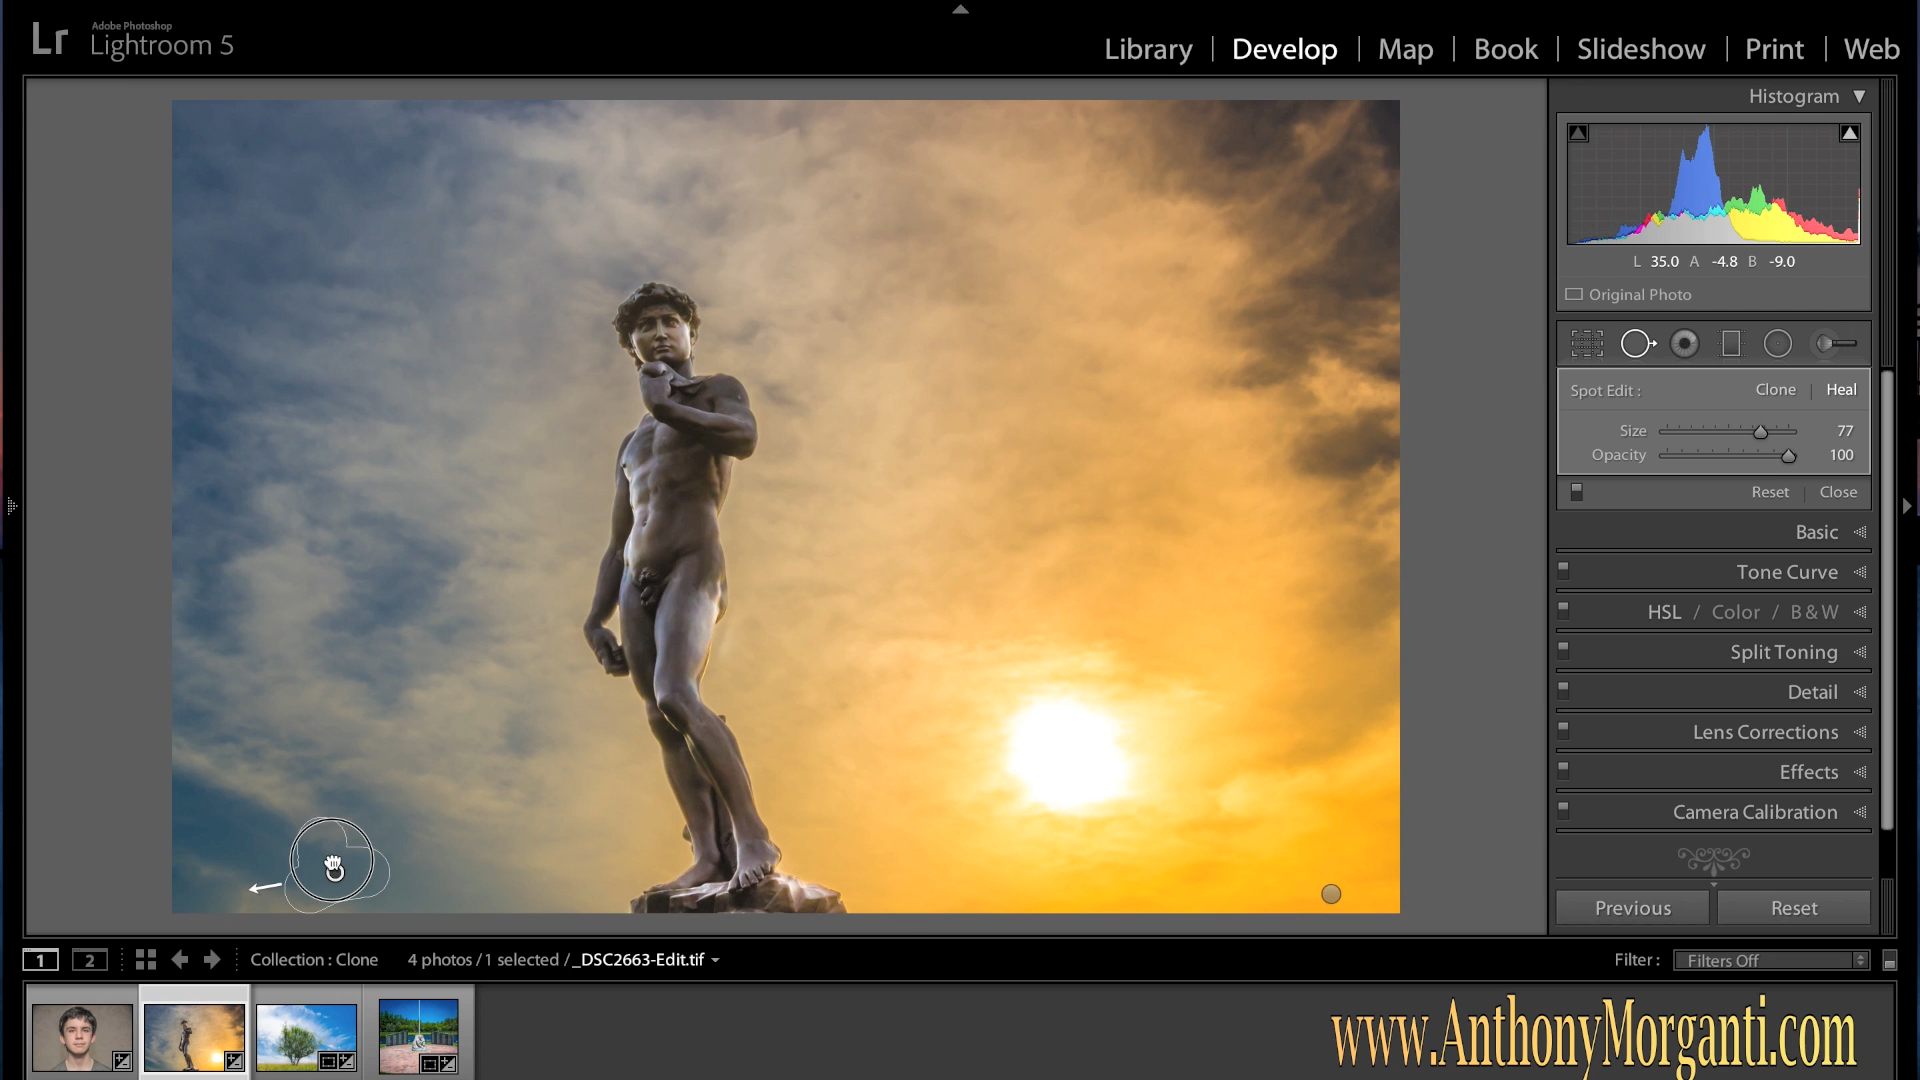 Lr
Adobe Photoshop
Lightroom 5
Library | Develop | Map | Book | Slideshow | Print | Web
Histogram
L 35.0 A -4.8 B -9.0
Original Photo
Spot Edit : Clone | Heal
Size 77
Opacity 100
Reset | Close
Basic
Tone Curve
HSL / Color / B & W
Split Toning
Detail
Lens Corrections
Effects
Camera Calibration
Previous Reset
1 2 Collection : Clone 4 photos / 1 selected / _DSC2663-Edit.tif Filter : Filters Off
www.AnthonyMorganti.com